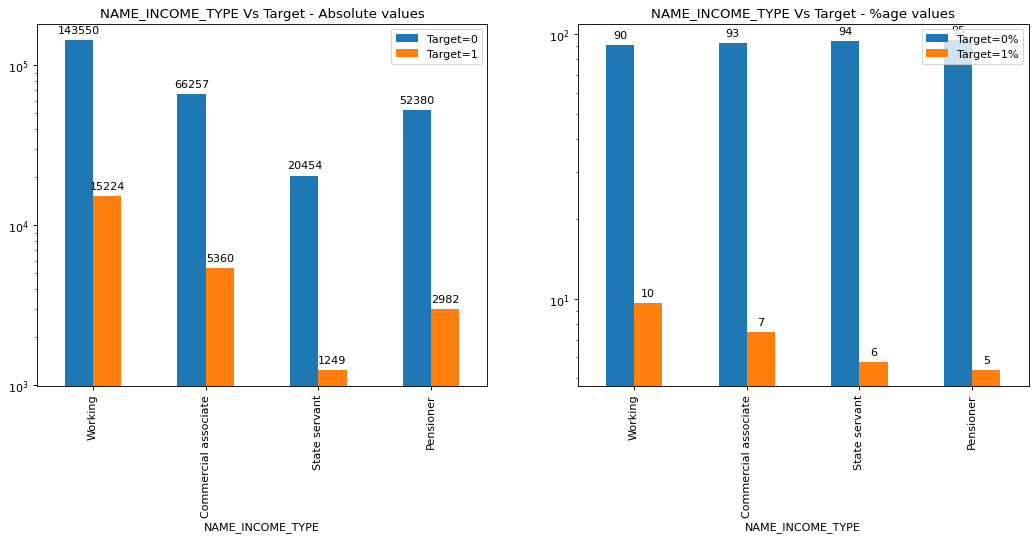 NAME_INCOME_TYPE Vs Target - Absolute values
143550
66257
20454
52380
15224
5360
1249
2982
Target=0
Target=1
10^5
10^4
10^3
Working
Commercial associate
State servant
Pensioner
NAME_INCOME_TYPE
NAME_INCOME_TYPE Vs Target - %age values
90
93
94
95
10
7
6
5
Target=0%
Target=1%
10^2
10^1
Working
Commercial associate
State servant
Pensioner
NAME_INCOME_TYPE